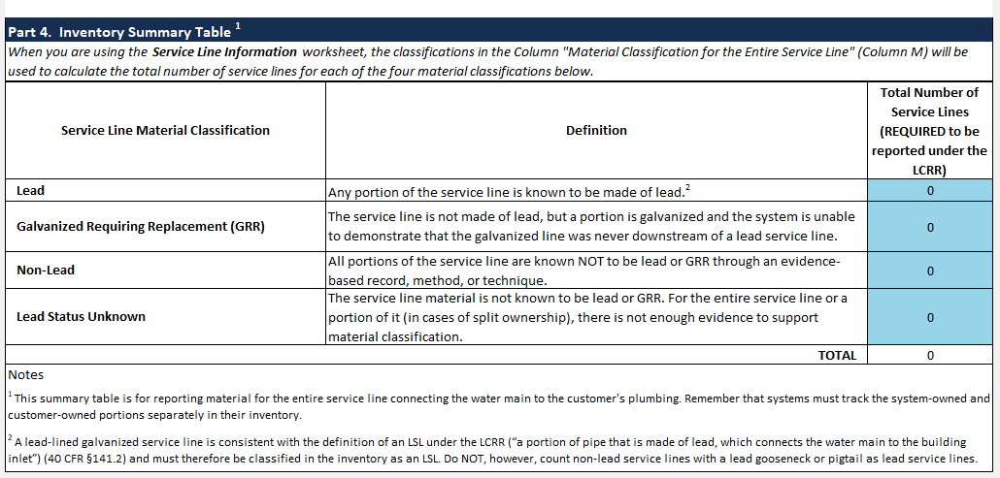 Part 4.  Inventory Summary Table 1
When you are using the Service Line Information worksheet, the classifications in the Column "Material Classification for the Entire Service Line" (Column M) will be
used to calculate the total number of service lines for each of the four material classifications below.
Service Line Material Classification
Definition
Total Number of
Service Lines
(REQUIRED to be
reported under the
LCRR)
Lead
Any portion of the service line is known to be made of lead.2
0
Galvanized Requiring Replacement (GRR)
The service line is not made of lead, but a portion is galvanized and the system is unable
to demonstrate that the galvanized line was never downstream of a lead service line.
0
Non-Lead
All portions of the service line are known NOT to be lead or GRR through an evidence-
based record, method, or technique.
0
Lead Status Unknown
The service line material is not known to be lead or GRR. For the entire service line or a
portion of it (in cases of split ownership), there is not enough evidence to support
material classification.
0
TOTAL
0
Notes
1 This summary table is for reporting material for the entire service line connecting the water main to the customer's plumbing. Remember that systems must track the system-owned and
customer-owned portions separately in their inventory.
2 A lead-lined galvanized service line is consistent with the definition of an LSL under the LCRR (“a portion of pipe that is made of lead, which connects the water main to the building
inlet”) (40 CFR §141.2) and must therefore be classified in the inventory as an LSL. Do NOT, however, count non-lead service lines with a lead gooseneck or pigtail as lead service lines.